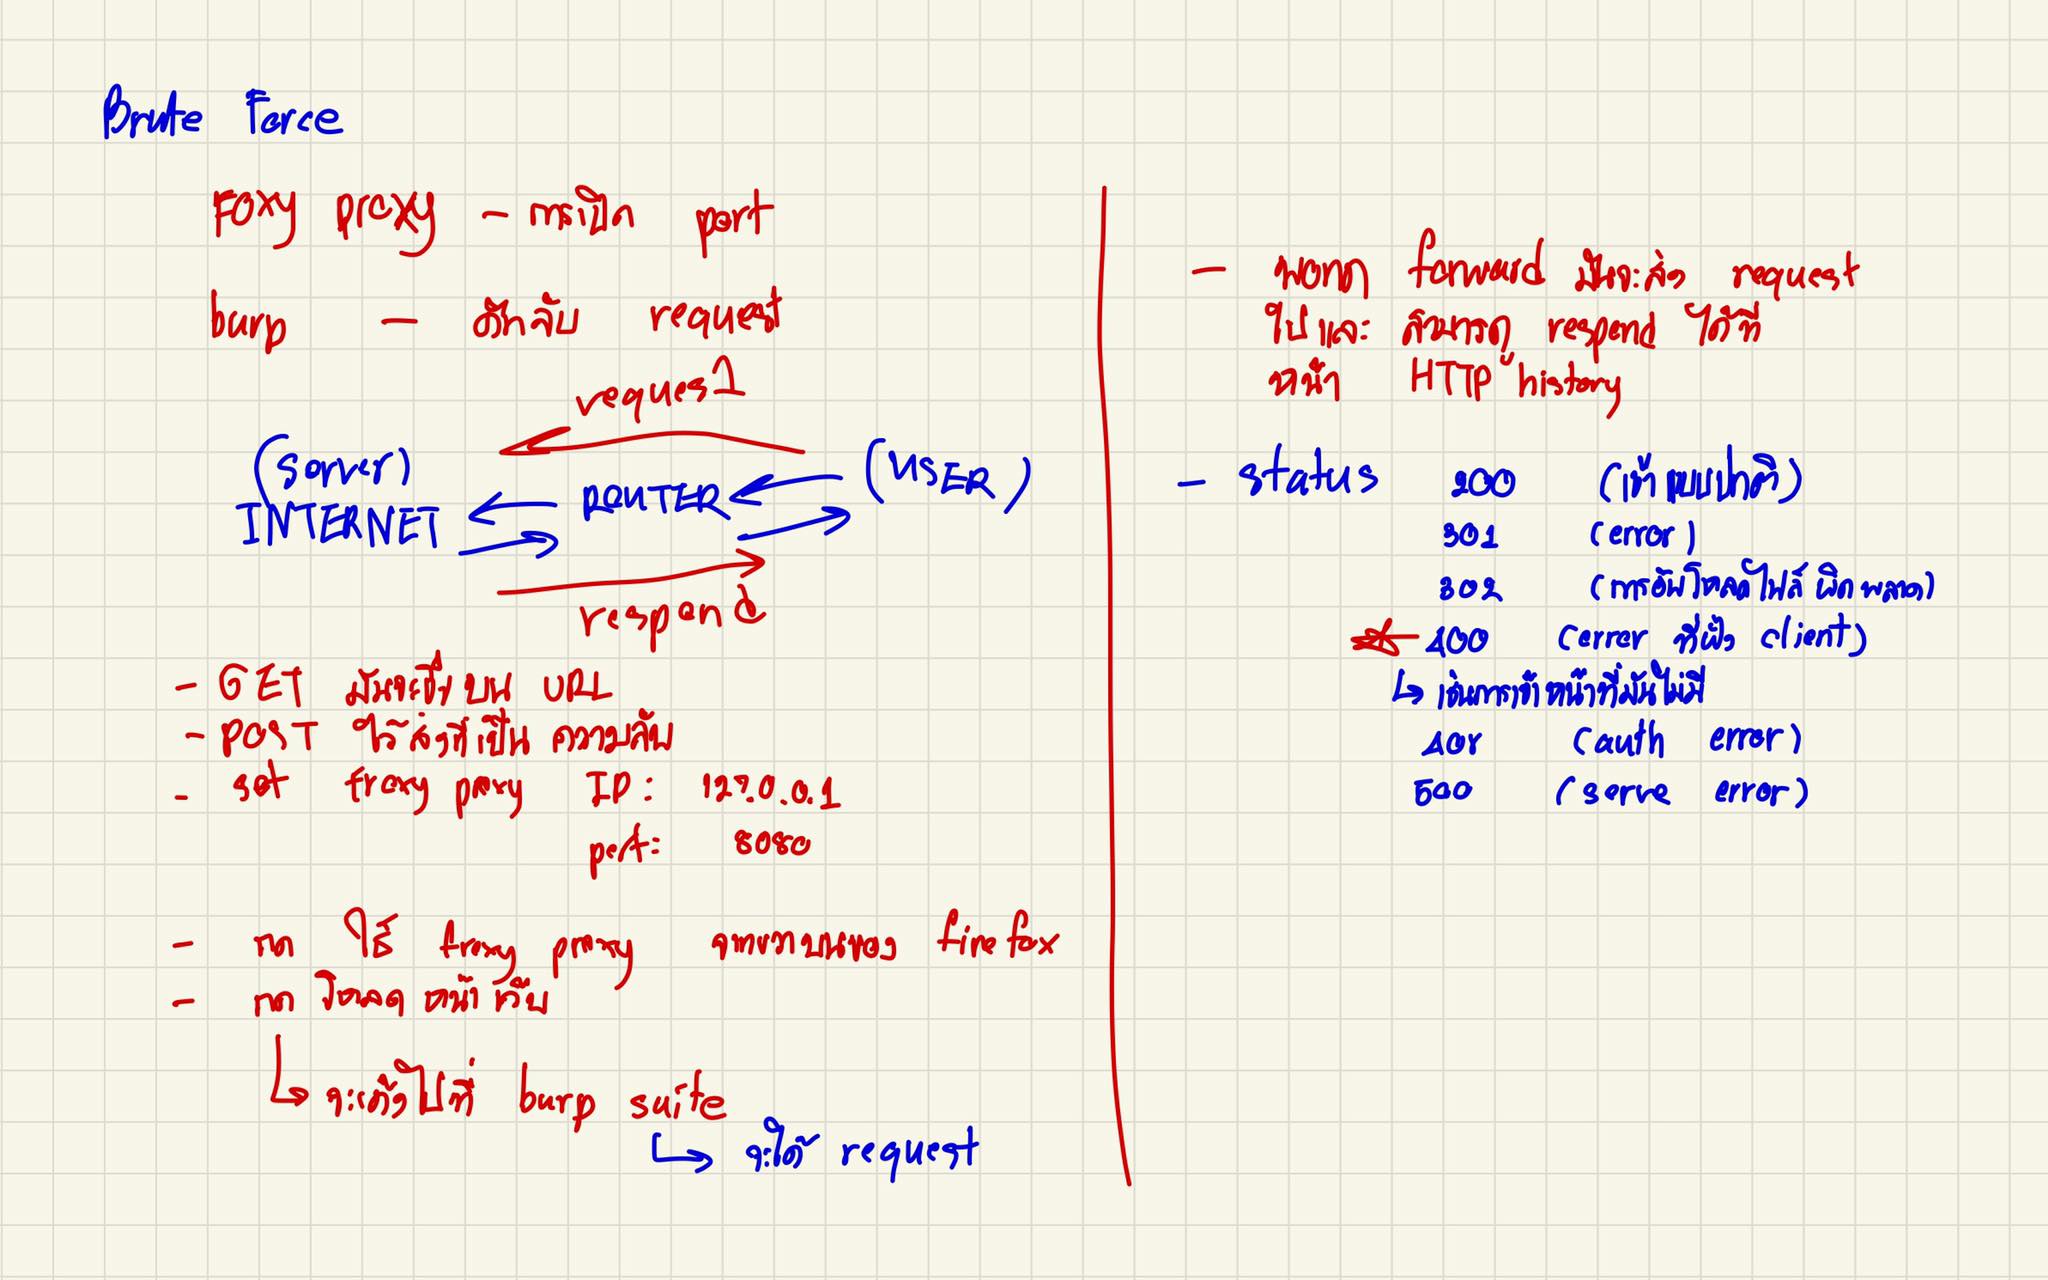 Brute Force
Foxy proxy - การเปิด port
burp - ดักจับ request
request
(server)
INTERNET
ROUTER
(USER)
respend
- GET มันจะขึ้นบน URL
- POST ไว้ส่งที่เป็น ความลับ
- set froxy proxy IP: 127.0.0.1
port: 8080
- กด ใช้ froxy proxy จากขวาบนของ firefox
- กด โหลด หน้า เว็บ
จะเด้งไปที่ burp suite
จะได้ request
- พอกด forward มันจะส่ง request
ไปและ สามารถดู respend ได้ที่
หน้า HTTP history
- status 200 (เข้าแบบปกติ)
301 (error)
302 (การอัพโหลดไฟล์ ผิดพลาด)
400 (error ที่ฝั่ง client)
เช่นการเข้าหน้าที่มันไม่มี
(auth error)
500 (serve error)